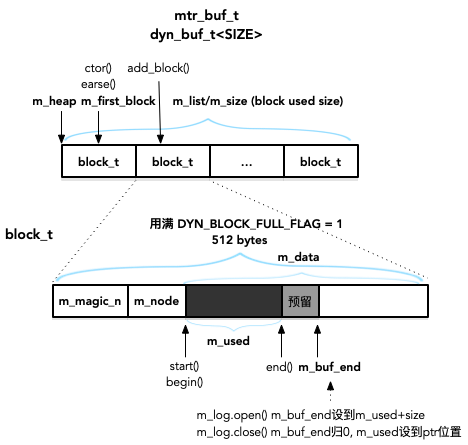 mtr_buf_t
dyn_buf_t<SIZE>
ctor()
earse()
add_block()
m_heap m_first_block
m_list/m_size (block used size)
block_t
block_t
...
block_t
block_t
用满 DYN_BLOCK_FULL_FLAG = 1
512 bytes
m_data
m_magic_n
m_node
预留
m_used
start()
begin()
end()
m_buf_end
m_log.open() m_buf_end设到m_used+size
m_log.close() m_buf_end归0, m_used设到ptr位置